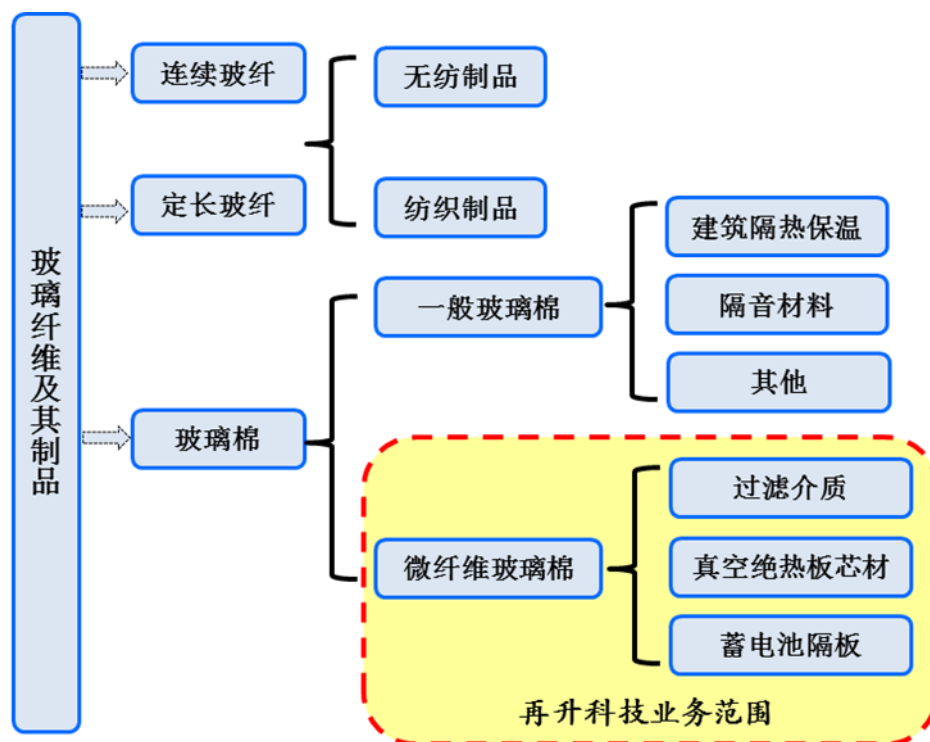 玻璃纤维及其制品
连续玻纤
无纺制品
定长玻纤
纺织制品
建筑隔热保温
一般玻璃棉
隔音材料
其他
玻璃棉
过滤介质
微纤维玻璃棉
真空绝热板芯材
蓄电池隔板
再升科技业务范围